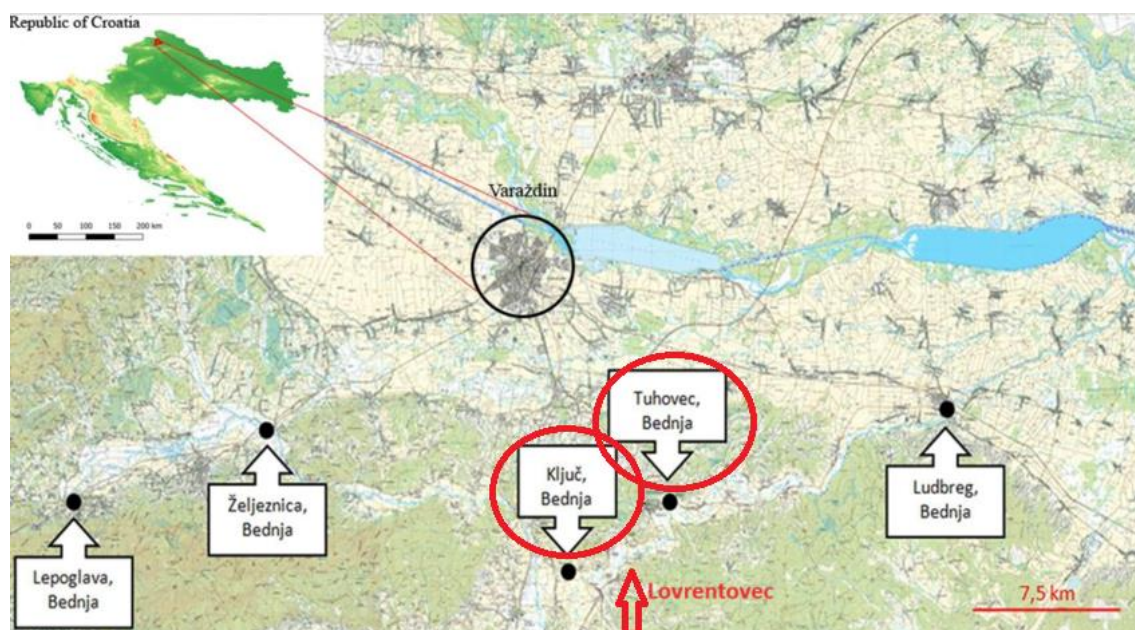 Republic of Croatia
0 50 100 150 200 km
Varaždin
Tuhovec,
Bednja
Ključ,
Bednja
Željeznica,
Bednja
Ludbreg,
Bednja
Lepoglava,
Bednja
Lovrentovec
7,5 km